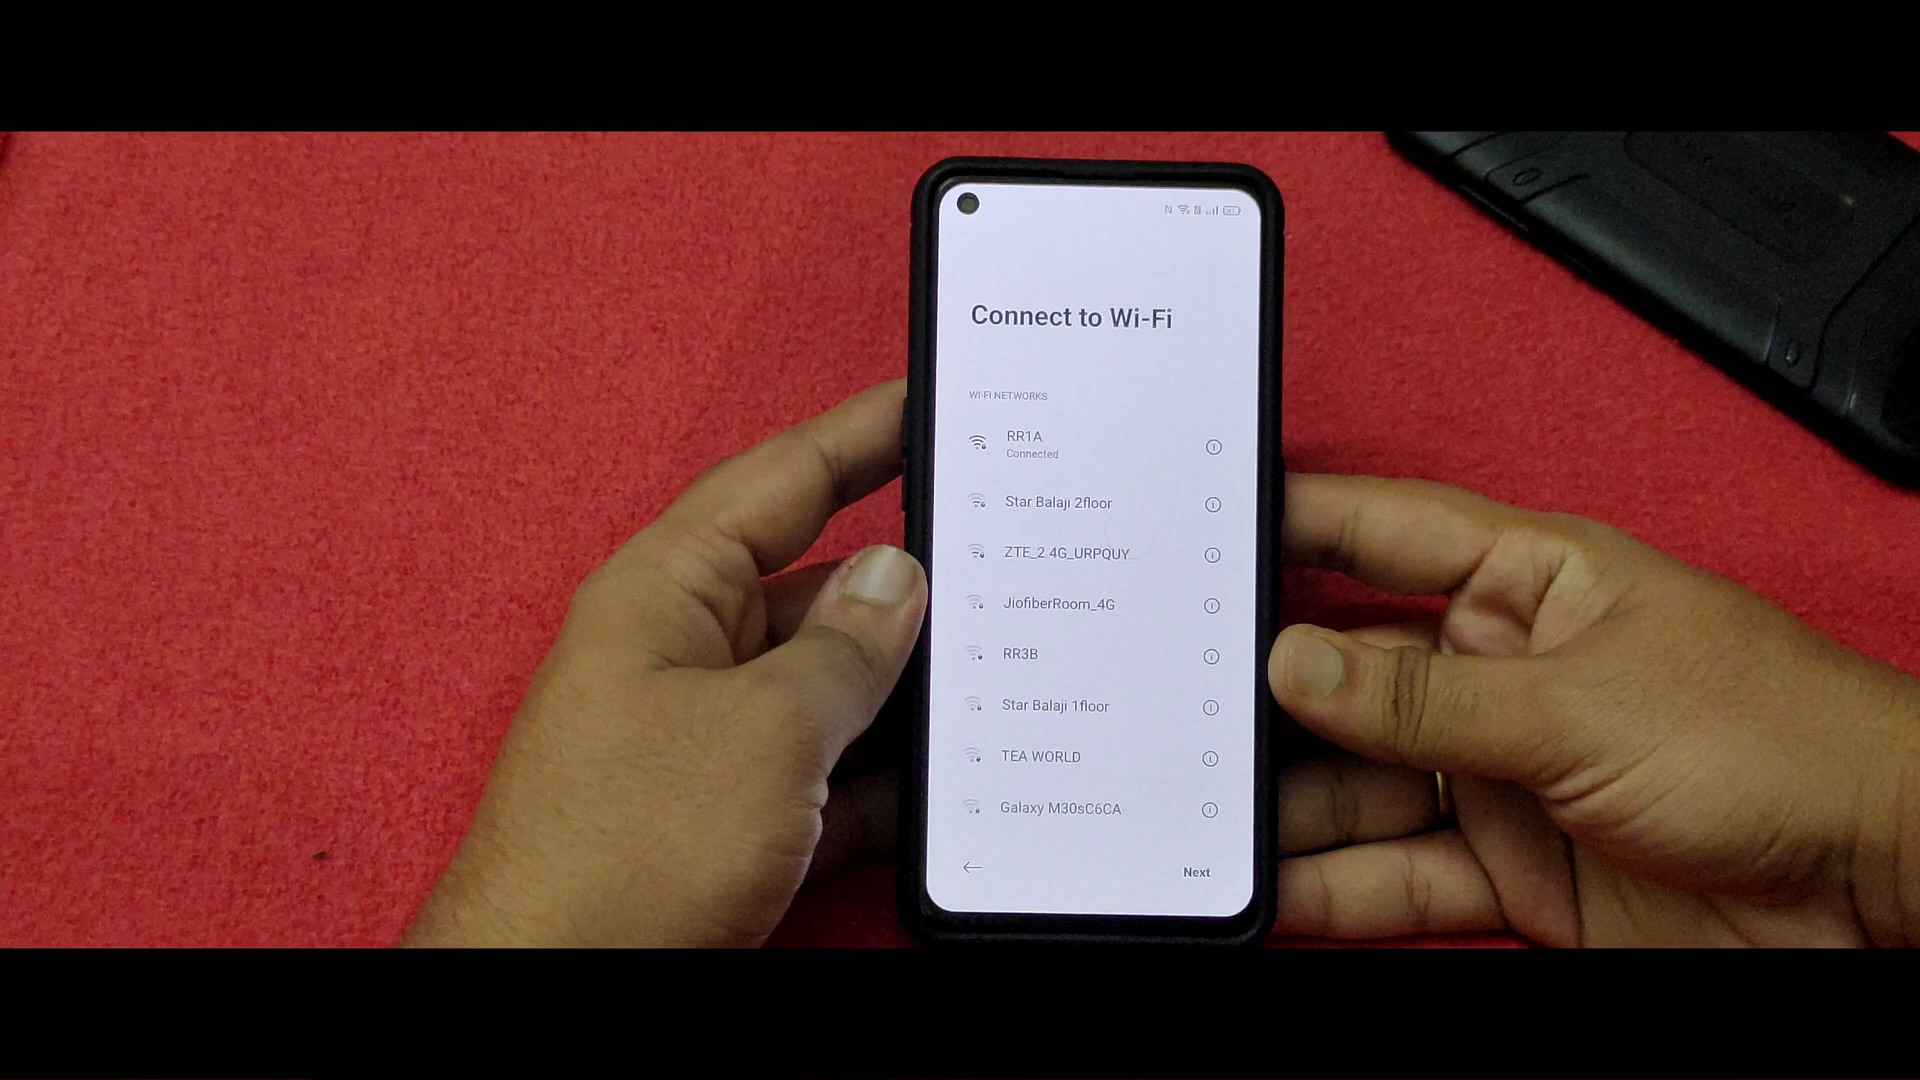 Connect to Wi-Fi
WI-FI NETWORKS
RR1A
Connected
Star Balaji 2floor
ZTE_2.4G_URPQUY
JiofiberRoom_4G
RR3B
Star Balaji 1floor
TEA WORLD
Galaxy M30sC6CA
Next